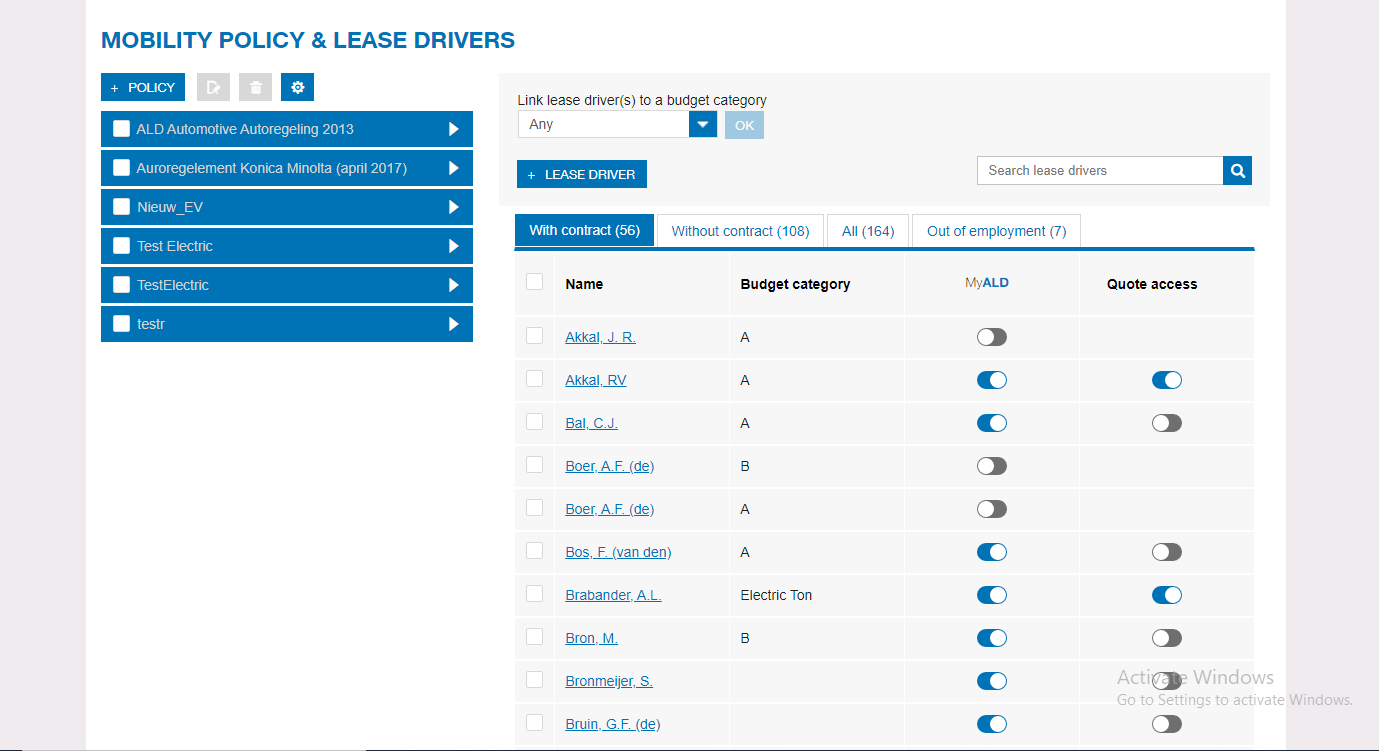 MOBILITY POLICY & LEASE DRIVERS
+ POLICY
ALD Automotive Autoregeling 2013
Auroregelement Konica Minolta (april 2017)
Nieuw_EV
Test Electric
TestElectric
testr
Link lease driver(s) to a budget category
Any OK
+ LEASE DRIVER Search lease drivers
With contract (56) Without contract (108) All (164) Out of employment (7)
Name Budget category MyALD Quote access
Akkal, J. R. A
Akkal, RV A
Bal, C.J. A
Boer, A.F. (de) B
Boer, A.F. (de) A
Bos, F. (van den) A
Brabander, A.L. Electric Ton
Bron, M. B
Bronmeijer, S.
Bruin, G.F. (de)
Activate Windows
Go to Settings to activate Windows.